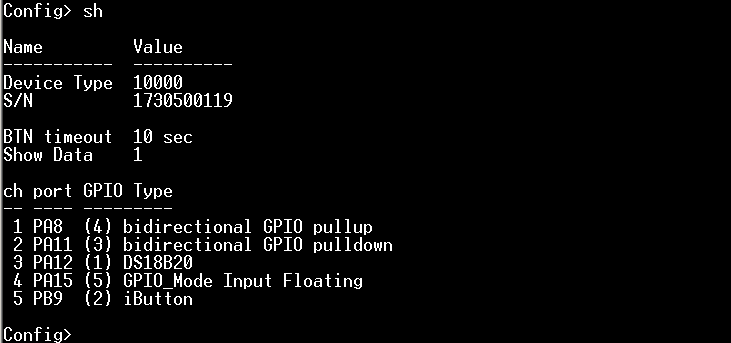 Config> sh
Name Value
----------- ----------
Device Type 10000
S/N 1730500119
BTN timeout 10 sec
Show Data 1
ch port GPIO Type
-- ---- ---------
1 PA8 (4) bidirectional GPIO pullup
2 PA11 (3) bidirectional GPIO pulldown
3 PA12 (1) DS18B20
4 PA15 (5) GPIO_Mode Input Floating
5 PB9 (2) iButton
Config>